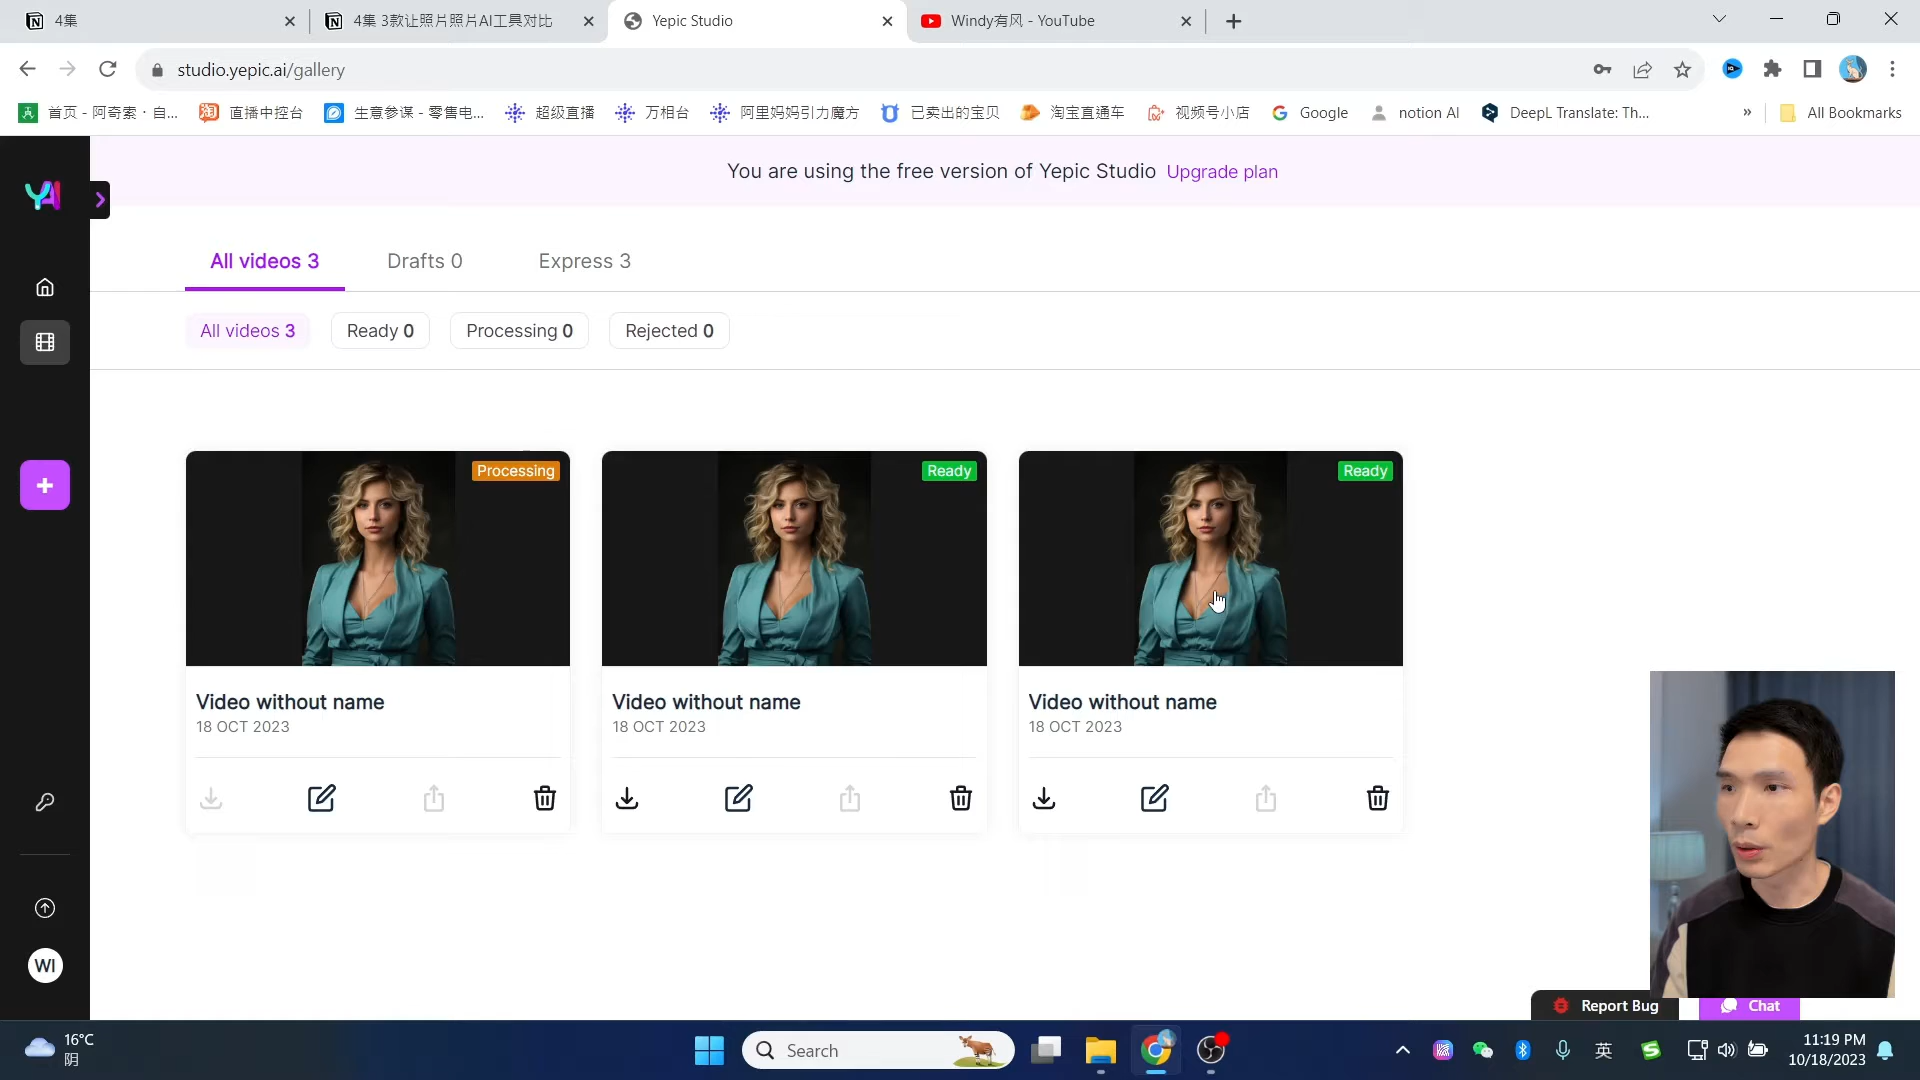 4集
4集 3款让照片照片AI工具对比
Yepic Studio
Windy有风 - YouTube
studio.yepic.ai/gallery
首页 - 阿奇索 · 自...
直播中控台
生意参谋 - 零售电...
超级直播
万相台
阿里妈妈引力魔方
已卖出的宝贝
淘宝直通车
视频号小店
Google
notion AI
DeepL Translate: Th...
»
All Bookmarks
You are using the free version of Yepic Studio Upgrade plan
All videos 3
Drafts 0
Express 3
All videos 3
Ready 0
Processing 0
Rejected 0
Processing
Ready
Ready
Video without name
18 OCT 2023
Video without name
18 OCT 2023
Video without name
18 OCT 2023
WI
Report Bug
Chat
16°C
阴
Search
英
11:19 PM
10/18/2023